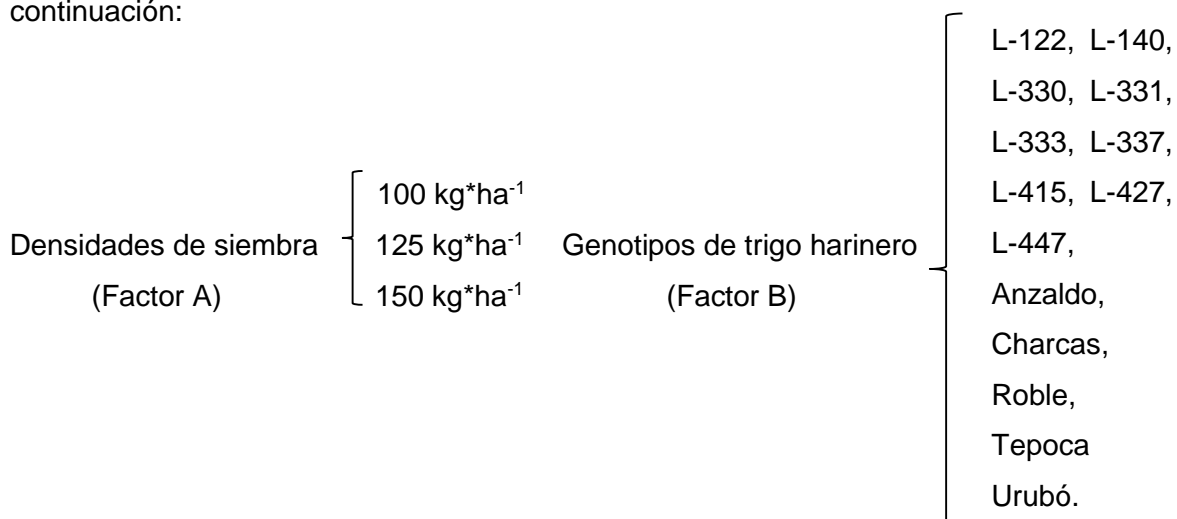 continuación:
L-122, L-140,
L-330, L-331,
L-333, L-337,
100 kg*ha-1
L-415, L-427,
Densidades de siembra
125 kg*ha-1
Genotipos de trigo harinero
L-447,
(Factor A)
150 kg*ha-1
(Factor B)
Anzaldo,
Charcas,
Roble,
Tepoca
Urubó.